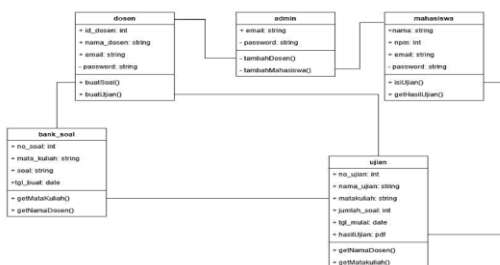 dosen
+ id_dosen: int
+ nama_dosen: string
+ email: string
- password: string
+ buatSoal()
+ buatUjian()
admin
+ email: string
- password: string
- tambahDosen()
- tambahMahasiswa()
mahasiswa
+nama: string
+ npm: int
+ email: string
- password: string
+ isiUjian()
+ getHasilUjian()
bank_soal
+ no_soal: int
+ mata_kuliah: string
+ soal: string
+tgl_buat: date
+ getMataKuliah()
+ getNamaDosen()
ujian
+ no_ujian: int
+ nama_ujian: string
+ matakuliah: string
+ jumlah_soal: int
+ tgl_mulai: date
+ hasilUjian: pdf
+ getNamaDosen()
+ getMatakuliah()